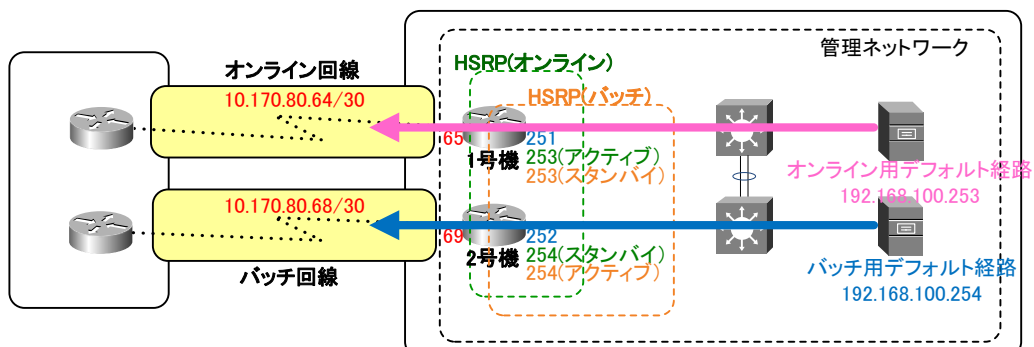 管理ネットワーク
オンライン回線
HSRP(オンライン)
10.170.80.64/30
HSRP(バッチ)
65
251
1号機
253(アクティブ)
253(スタンバイ)
オンライン用デフォルト経路
192.168.100.253
10.170.80.68/30
69
252
2号機
254(スタンバイ)
254(アクティブ)
バッチ回線
バッチ用デフォルト経路
192.168.100.254